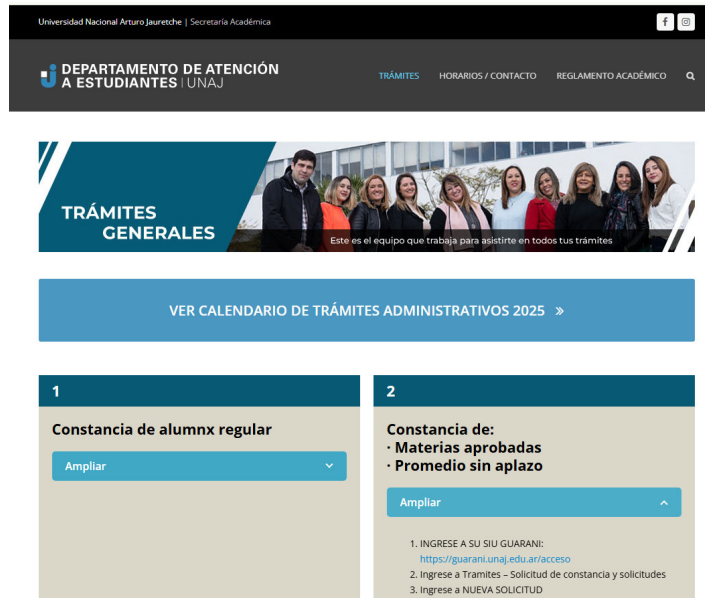 Universidad Nacional Arturo Jauretche | Secretaría Académica
DEPARTAMENTO DE ATENCIÓN
A ESTUDIANTES | UNAJ
TRÁMITES HORARIOS / CONTACTO REGLAMENTO ACADÉMICO
TRÁMITES
GENERALES
Este es el equipo que trabaja para asistirte en todos tus trámites
VER CALENDARIO DE TRÁMITES ADMINISTRATIVOS 2025 »
1
Constancia de alumnx regular
Ampliar
2
Constancia de:
· Materias aprobadas
· Promedio sin aplazo
Ampliar
1. INGRESE A SU SIU GUARANI:
https://guarani.unaj.edu.ar/acceso
2. Ingrese a Tramites – Solicitud de constancia y solicitudes
3. Ingrese a NUEVA SOLICITUD